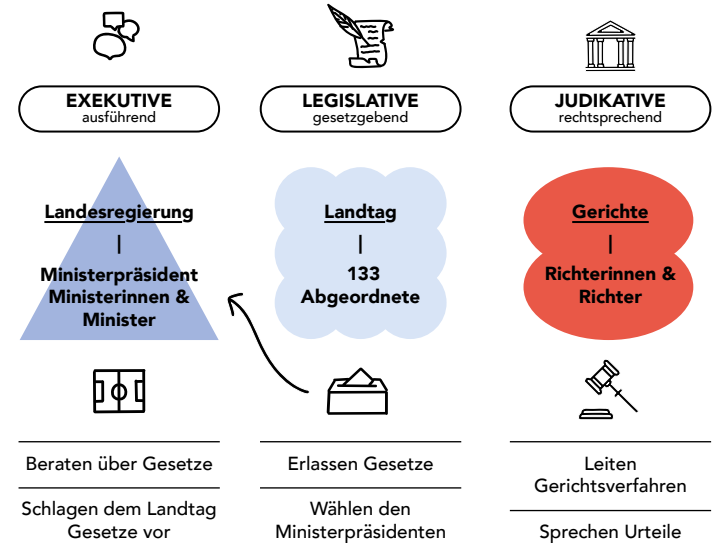 EXEKUTIVE
ausführend
LEGISLATIVE
gesetzgebend
JUDIKATIVE
rechtsprechend
Landesregierung
|
Ministerpräsident
Ministerinnen &
Minister
Landtag
|
133
Abgeordnete
Gerichte
|
Richterinnen &
Richter
Beraten über Gesetze
Schlagen dem Landtag
Gesetze vor
Erlassen Gesetze
Wählen den
Ministerpräsidenten
Leiten
Gerichtsverfahren
Sprechen Urteile